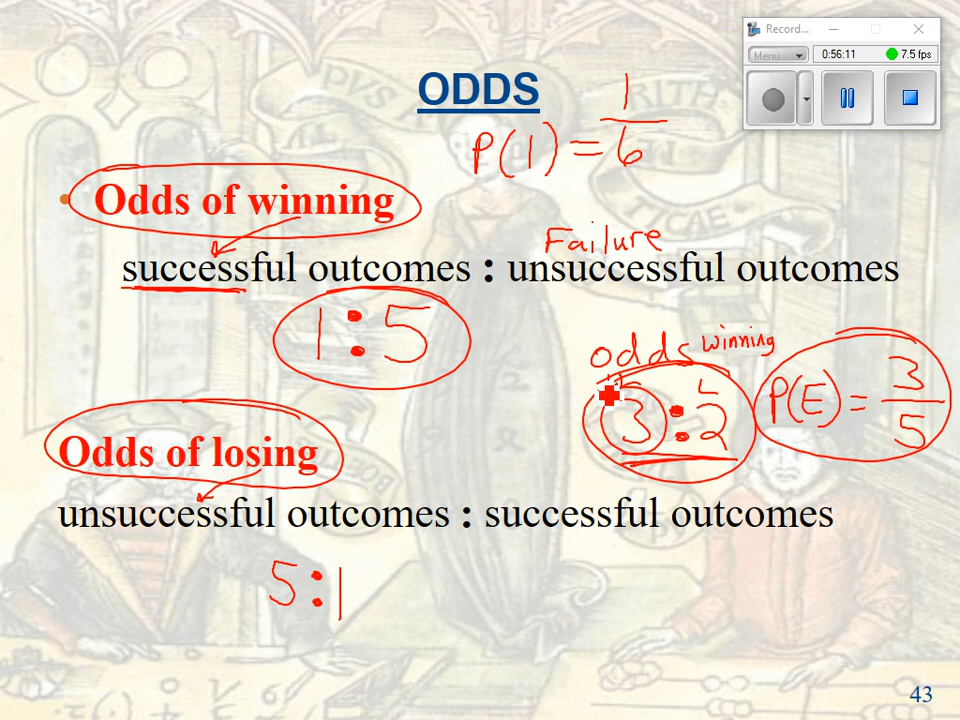 Record...
Menu
0:56:11
7.5 fps
ODDS
P(1) = 1/6
• Odds of winning
Failure
successful outcomes : unsuccessful outcomes
1:5
odds winning
W L
3:2
P(E) = 3/5
Odds of losing
unsuccessful outcomes : successful outcomes
5:1
43